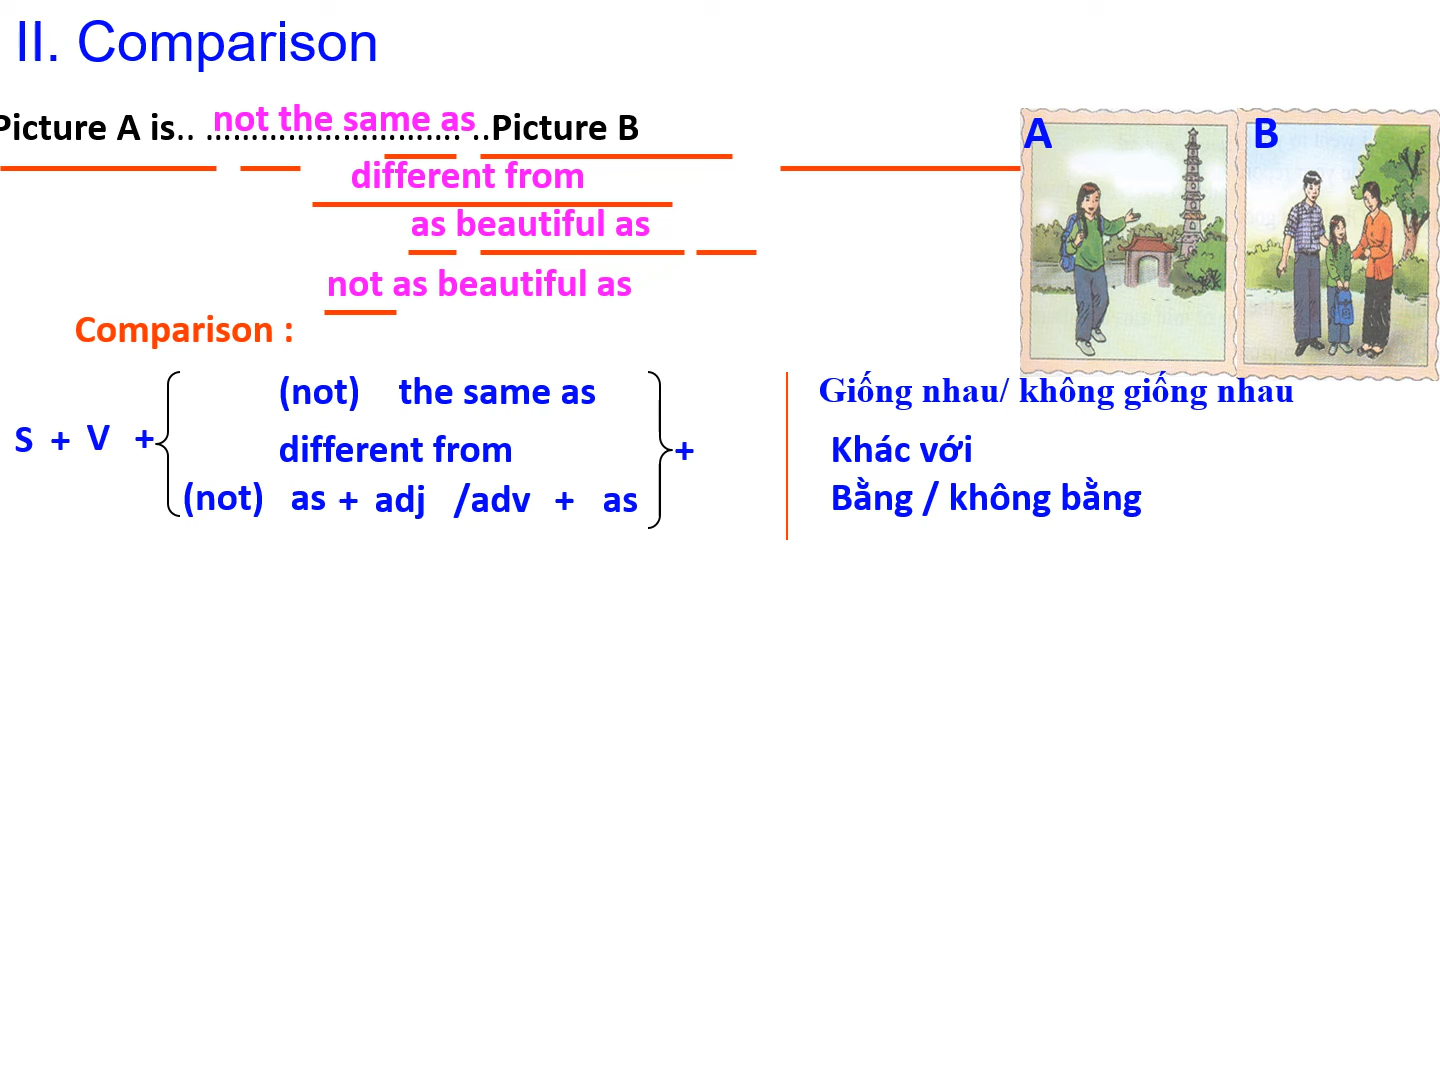 II. Comparison
Picture A is.. ............................ ..Picture B
not the same as
different from
as beautiful as
not as beautiful as
A
B
Comparison :
S + V +
(not) the same as
different from
(not) as + adj /adv + as
+
Giống nhau/ không giống nhau
Khác với
Bằng / không bằng